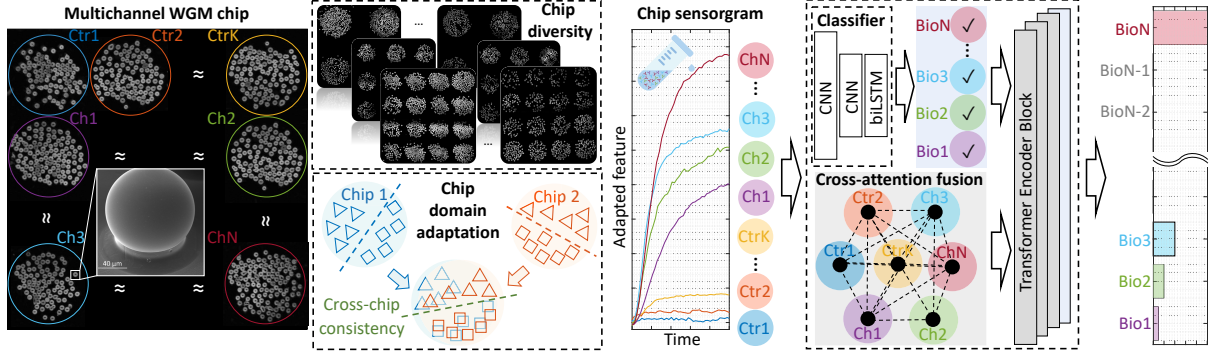 Multichannel WGM chip
Ctr1
Ctr2
CtrK
≈
Ch1
Ch2
≈
≈
≈
≈
Ch3
ChN
40 μm
≈
≈
Chip
diversity
...
...
Chip 1
Chip
domain
adaptation
Chip 2
Cross-chip
consistency
Chip sensorgram
Adapted feature
Time
ChN
Ch3
Ch2
Ch1
CtrK
Ctr2
Ctr1
Classifier
CNN
CNN
biLSTM
BioN ✓
Bio3 ✓
Bio2 ✓
Bio1 ✓
Cross-attention fusion
Ctr2
Ch3
Ctr1
CtrK
ChN
Ch1
Ch2
Transformer Encoder Block
BioN
BioN-1
BioN-2
Bio3
Bio2
Bio1